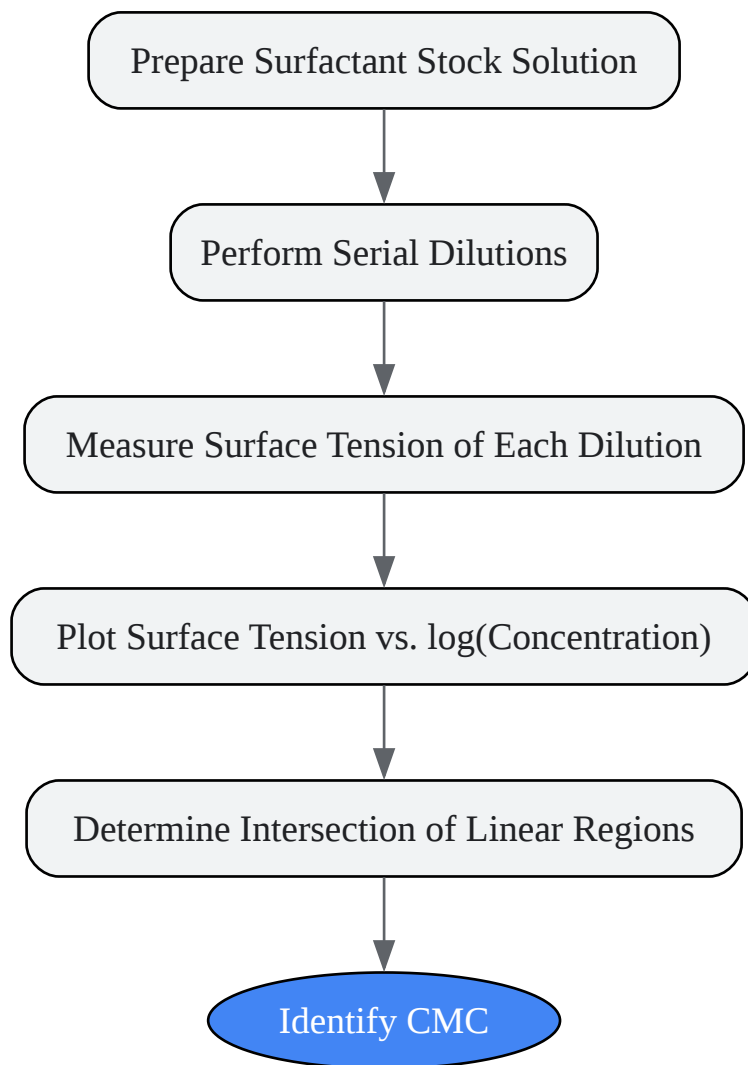 Prepare Surfactant Stock Solution
Perform Serial Dilutions
Measure Surface Tension of Each Dilution
Plot Surface Tension vs. log(Concentration)
Determine Intersection of Linear Regions
Identify CMC